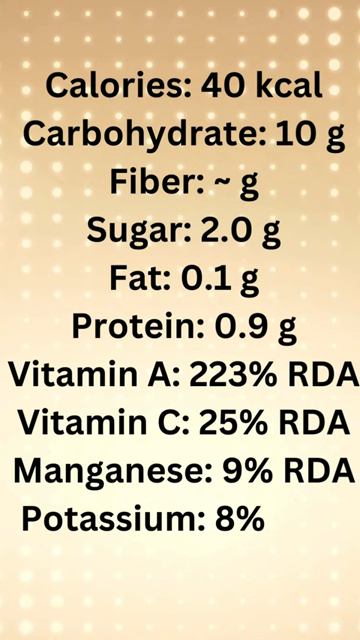 Calories: 40 kcal
Carbohydrate: 10 g
Fiber: ~ g
Sugar: 2.0 g
Fat: 0.1 g
Protein: 0.9 g
Vitamin A: 223% RDA
Vitamin C: 25% RDA
Manganese: 9% RDA
Potassium: 8%